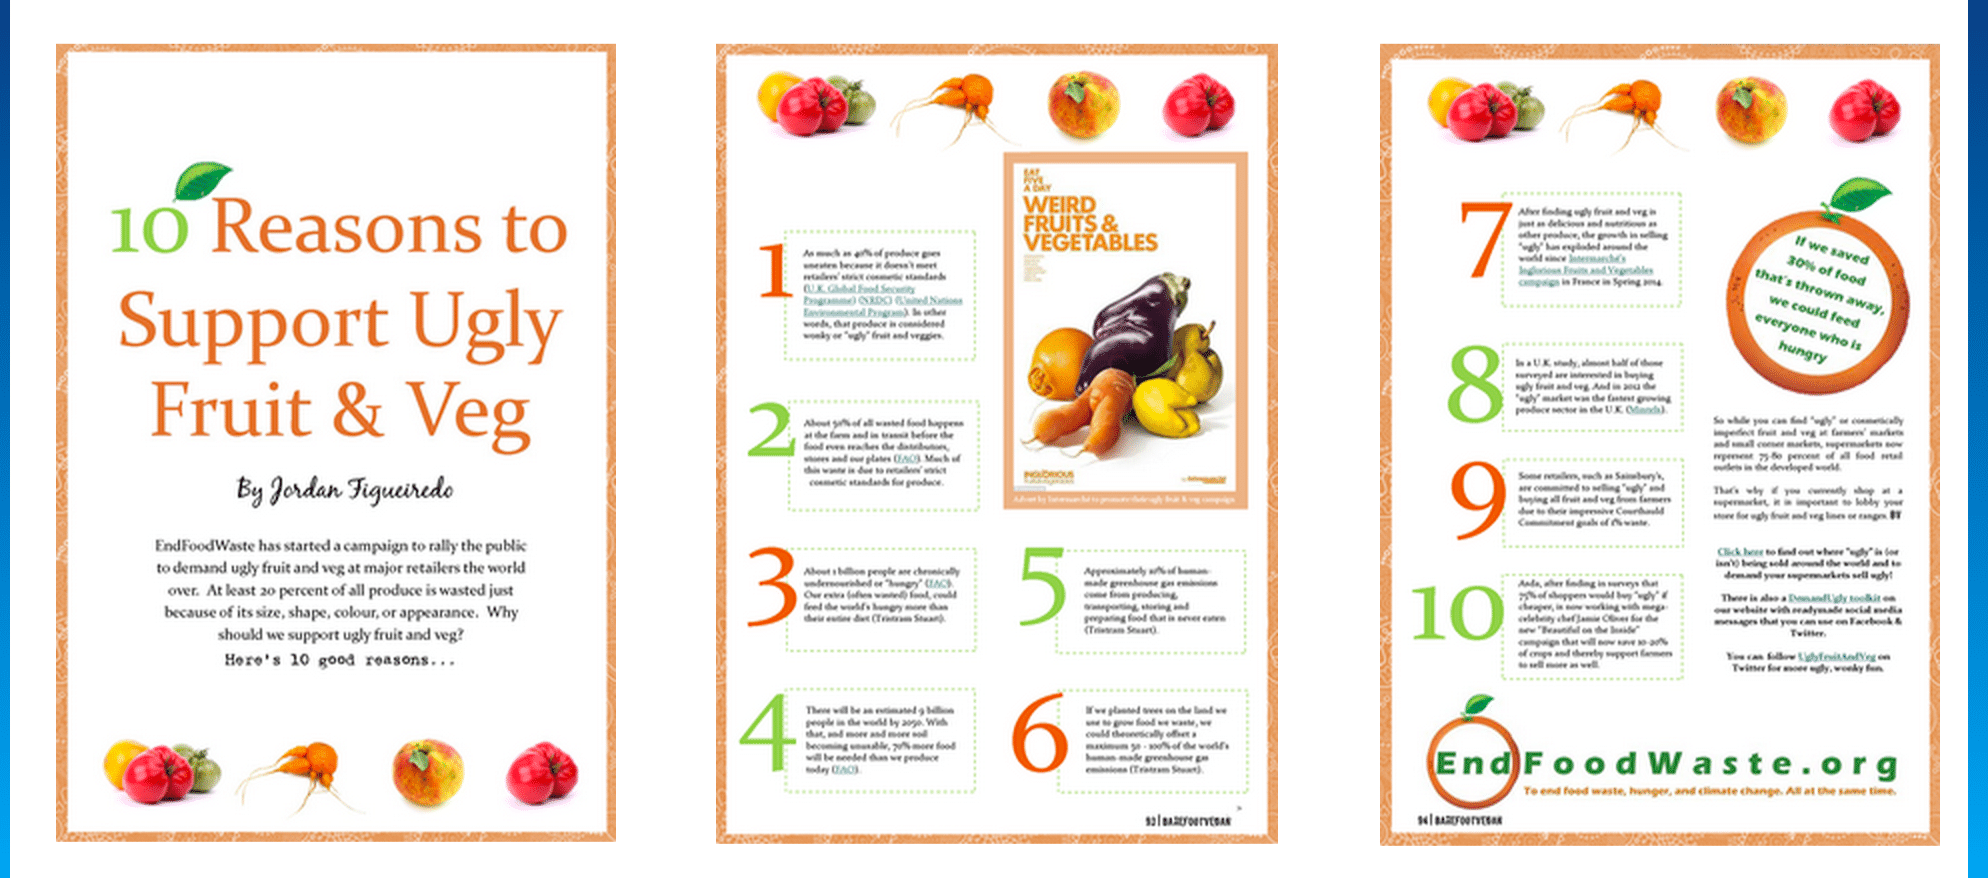 10 Reasons to
Support Ugly
Fruit & Veg
By Jordan Figueiredo
EndFoodWaste has started a campaign to rally the public
to demand ugly fruit and veg at major retailers the world
over. At least 20 percent of all produce is wasted just
because of its size, shape, colour, or appearance. Why
should we support ugly fruit and veg?
Here's 10 good reasons...
1
As much as 40% of produce goes
uneaten because it doesn't meet
retailers' strict cosmetic standards
(U.K. Global Food Security
Programme) (NRDC) (United Nations
Environmental Program). In other
words, that produce is considered
wonky or "ugly" fruit and veggies.
2
About 50% of all wasted food happens
at the farm and in transit before the
food even reaches the distributors,
stores and our plates (FAO). Much of
this waste is due to retailers' strict
cosmetic standards for produce.
3
About 1 billion people are chronically
undernourished or "hungry" (FAO).
Our extra (often wasted) food, could
feed the world's hungry more than
their entire diet (Tristram Stuart).
4
There will be an estimated 9 billion
people in the world by 2050. With
that, and more and more soil
becoming unusable, 70% more food
will be needed than we produce
today (FAO).
EAT
FIVE
A DAY
WEIRD
FRUITS &
VEGETABLES
INGLORIOUS
Advert by Intermarché to promote their ugly fruit & veg campaign
5
Approximately 10% of human-
made greenhouse gas emissions
come from producing,
transporting, storing and
preparing food that is never eaten
(Tristram Stuart).
6
If we planted trees on the land we
use to grow food we waste, we
could theoretically offset a
maximum 50 - 100% of the world's
human-made greenhouse gas
emissions (Tristram Stuart).
93 | BAREFOOTVEGAN
7
After finding ugly fruit and veg is
just as delicious and nutritious as
other produce, the growth in selling
"ugly" has exploded around the
world since Intermarché's
Inglorious Fruits and Vegetables
campaign in France in Spring 2014.
8
In a U.K. study, almost half of those
surveyed are interested in buying
ugly fruit and veg. And in 2012 the
"ugly" market was the fastest growing
produce sector in the U.K. (Mintels).
9
Some retailers, such as Sainsbury's,
are committed to selling "ugly" and
buying all fruit and veg from farmers
due to their impressive Courthauld
Commitment goals of 1% waste.
10
Asda, after finding in surveys that
75% of shoppers would buy "ugly" if
cheaper, is now working with mega-
celebrity chef Jamie Oliver for the
new "Beautiful on the Inside"
campaign that will now save 10-20%
of crops and thereby support farmers
to sell more as well.
If we saved
30% of food
that's thrown away,
we could feed
everyone who is
hungry
So while you can find "ugly" or cosmetically
imperfect fruit and veg at farmers' markets
and small corner markets, supermarkets now
represent 75-80 percent of all food retail
outlets in the developed world.
That's why if you currently shop at a
supermarket, it is important to lobby your
store for ugly fruit and veg lines or ranges. BV
Click here to find out where "ugly" is (or
isn't) being sold around the world and to
demand your supermarkets sell ugly!
There is also a DemandUgly toolkit on
our website with readymade social media
messages that you can use on Facebook &
Twitter.
You can follow UglyFruitAndVeg on
Twitter for more ugly, wonky fun.
EndFoodWaste.org
To end food waste, hunger, and climate change. All at the same time.
94 | BAREFOOTVEGAN